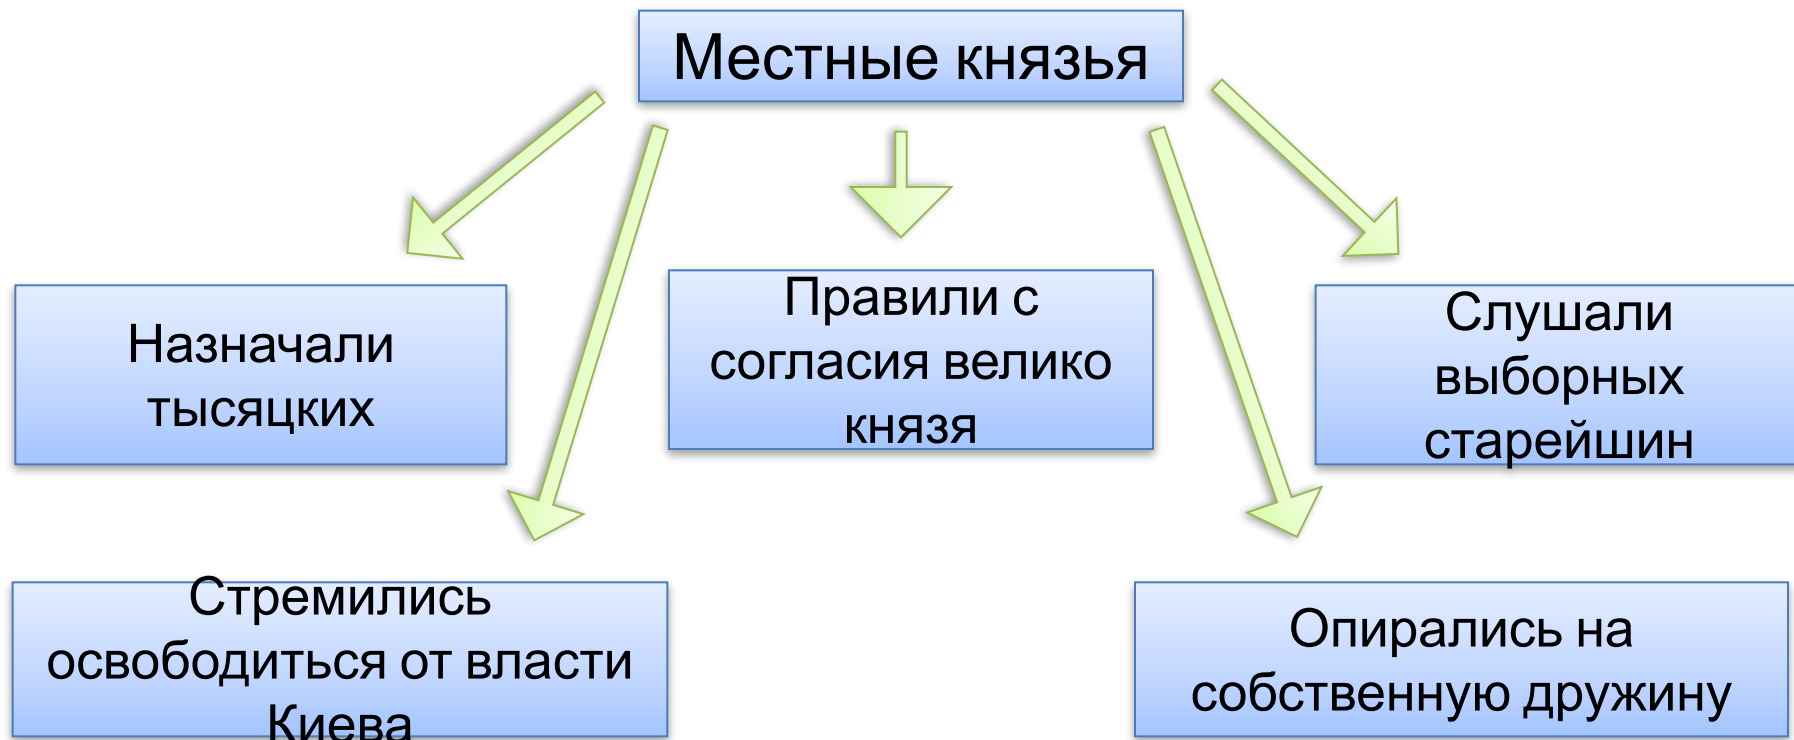 Местные князья
Назначали
тысяцких
Правили с
согласия велико
князя
Слушали
выборных
старейшин
Стремились
освободиться от власти
Киева
Опирались на
собственную дружину